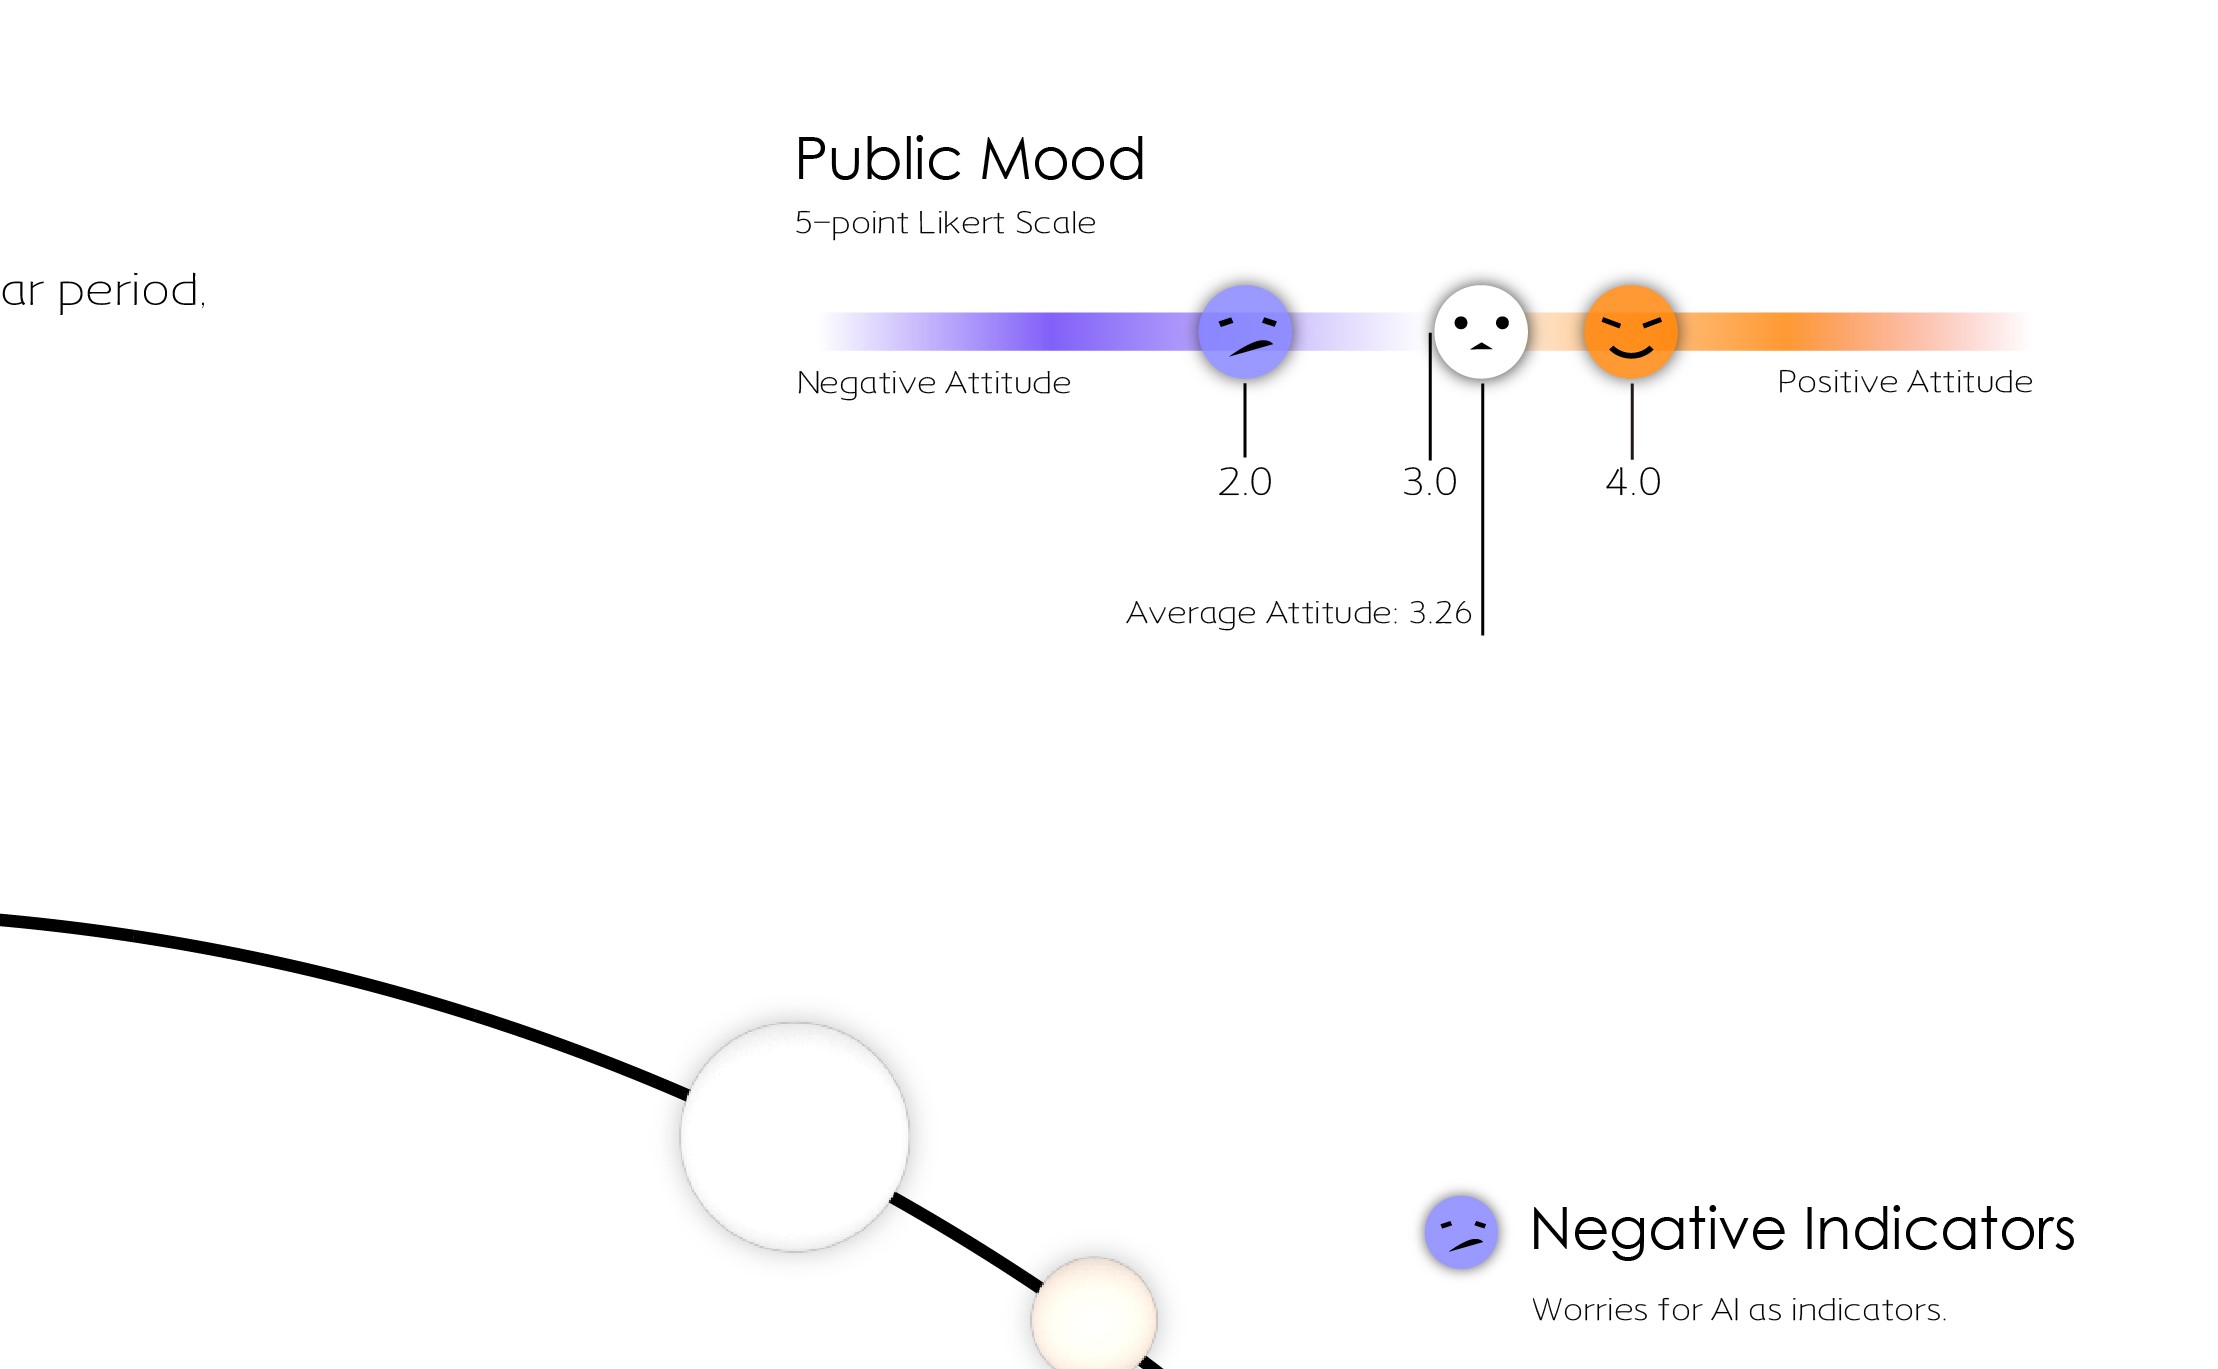 Public Mood
5-point Likert Scale
ar period,
Negative Attitude
Positive Attitude
2.0
3.0
4.0
Average Attitude: 3.26
Negative Indicators
Worries for AI as indicators.